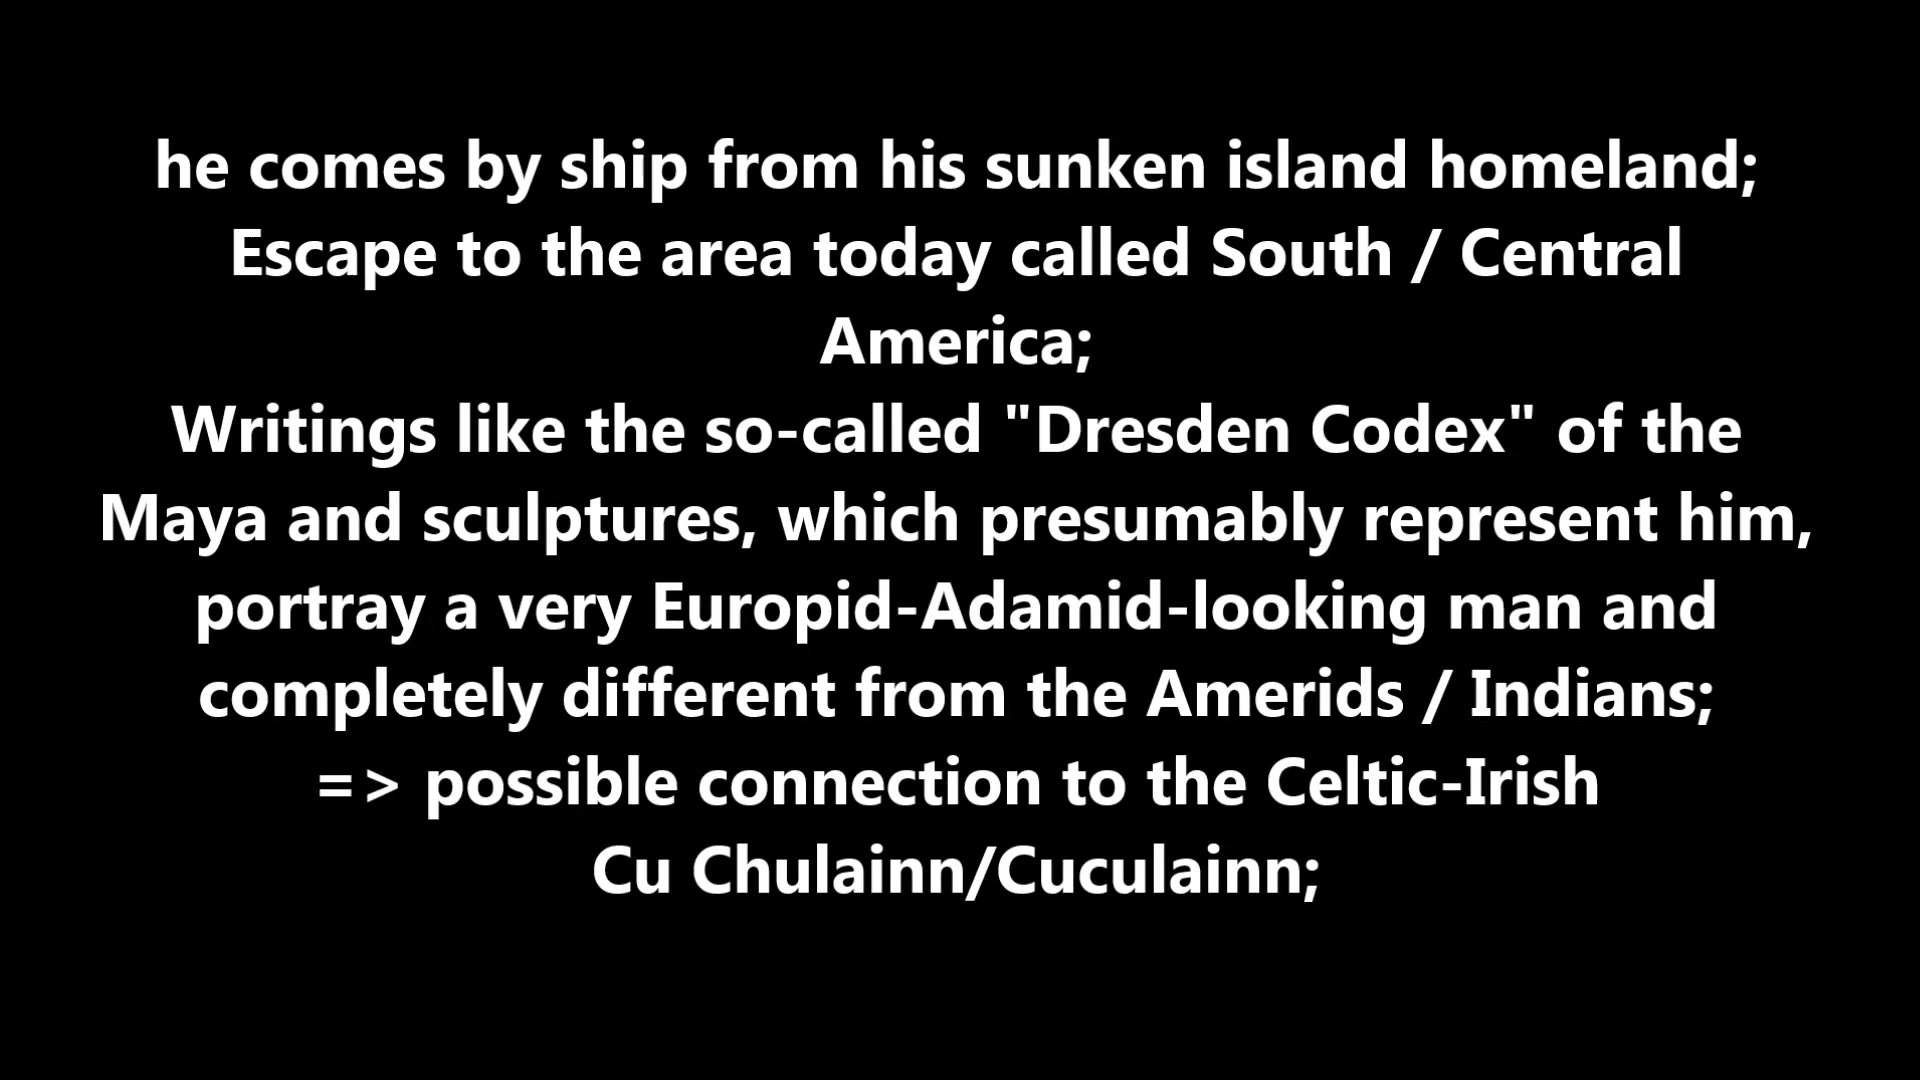 he comes by ship from his sunken island homeland;
Escape to the area today called South / Central
America;
Writings like the so-called "Dresden Codex" of the
Maya and sculptures, which presumably represent him,
portray a very Europid-Adamid-looking man and
completely different from the Amerids / Indians;
=> possible connection to the Celtic-Irish
Cu Chulainn/Cuculainn;